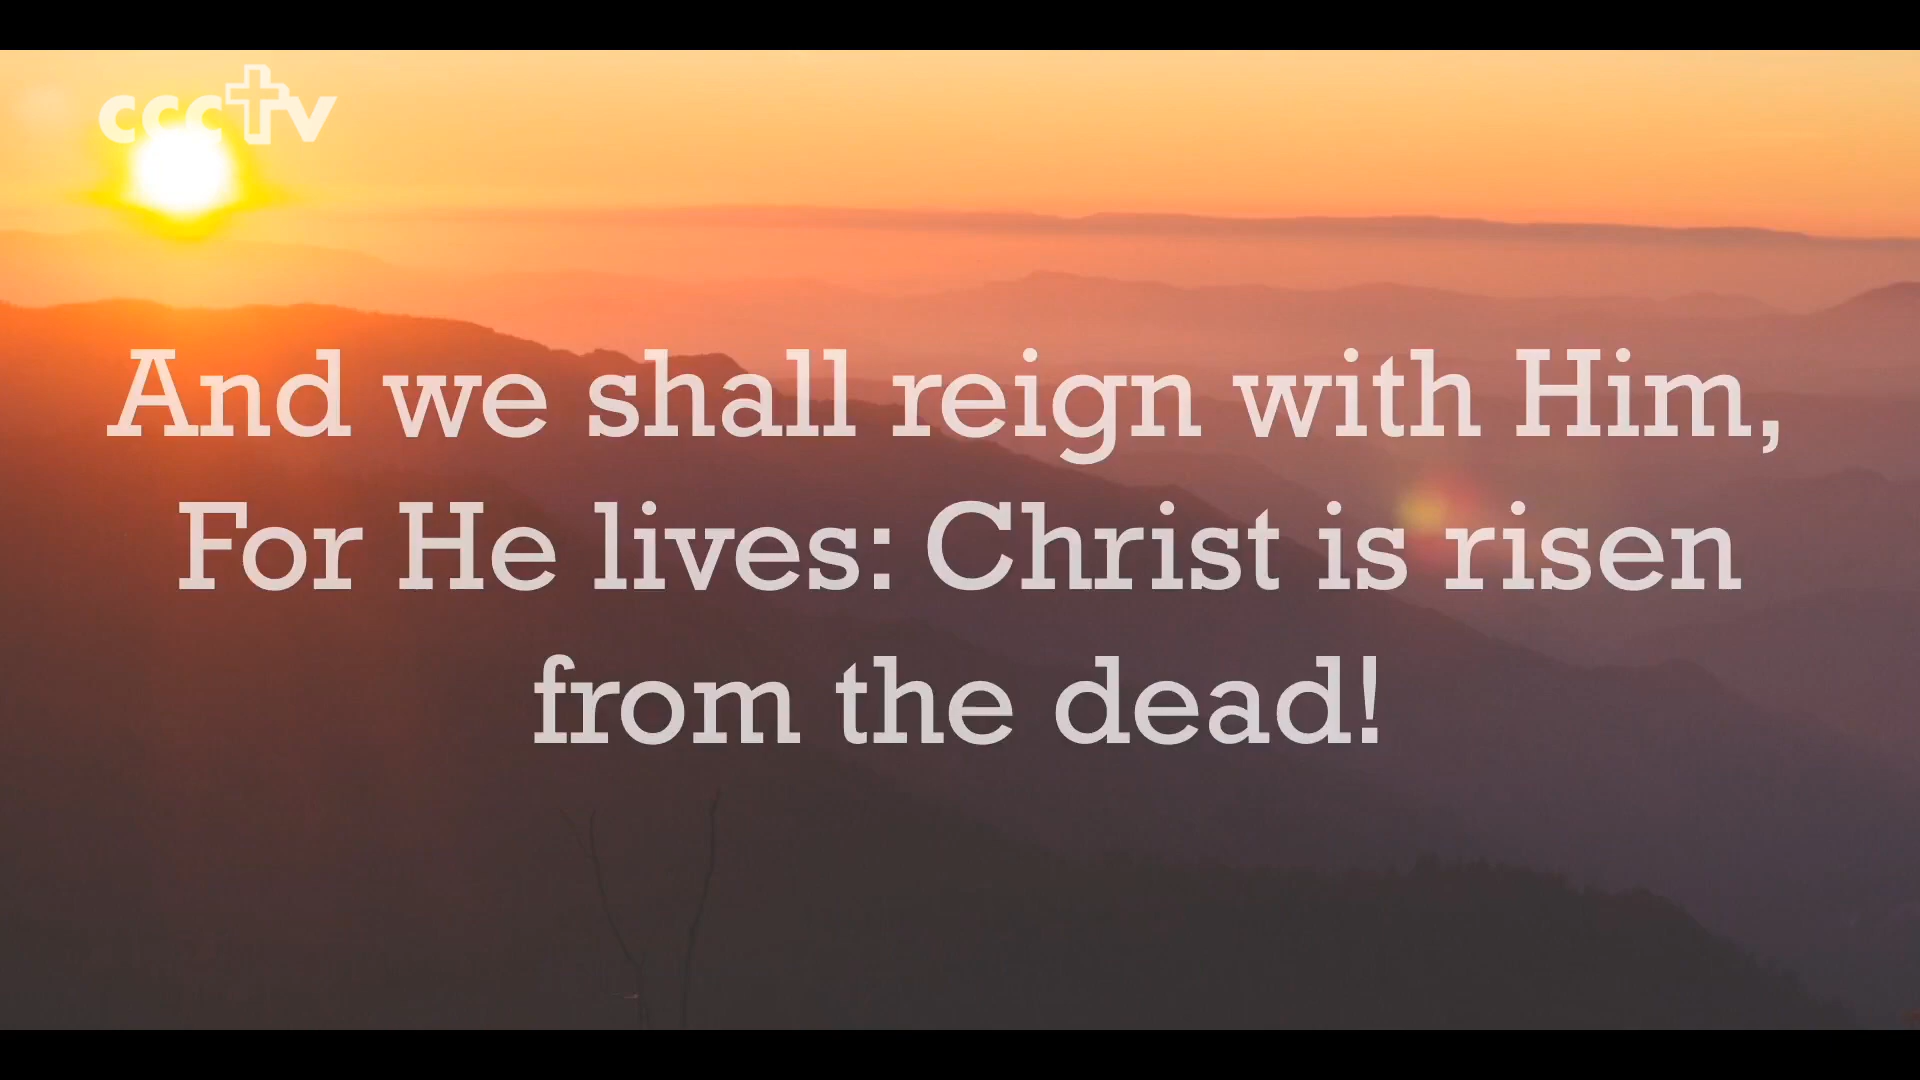 ccctv
And we shall reign with Him,
For He lives: Christ is risen
from the dead!